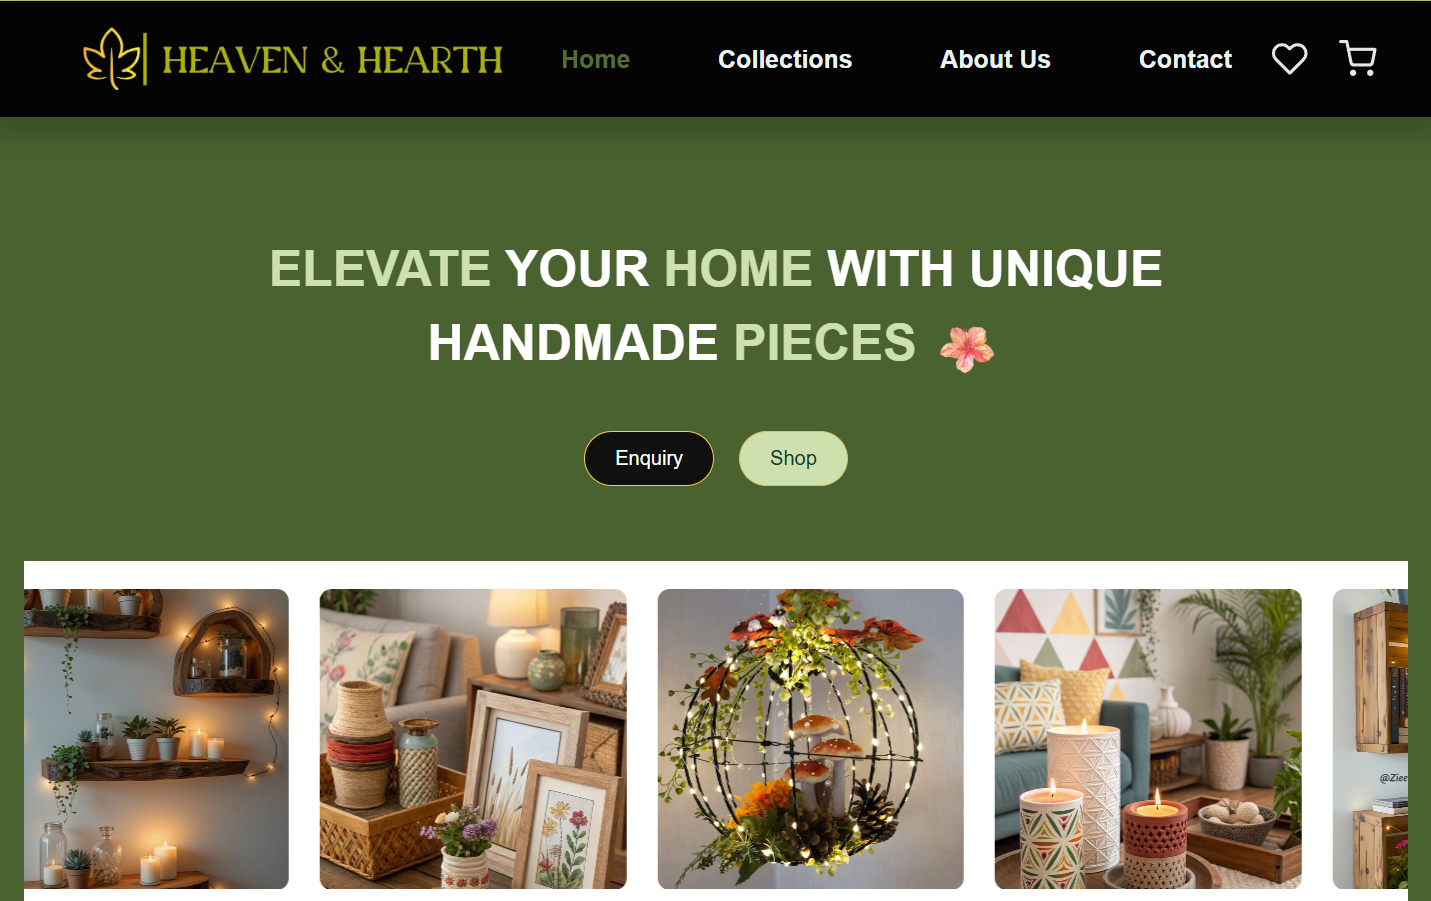 HEAVEN & HEARTH
Home
Collections
About Us
Contact
ELEVATE YOUR HOME WITH UNIQUE
HANDMADE PIECES
Enquiry
Shop
@Ziee